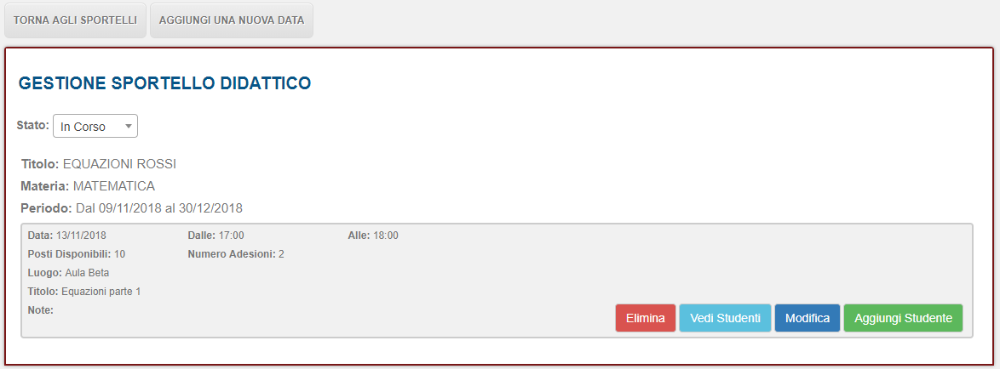 TORNA AGLI SPORTELLI AGGIUNGI UNA NUOVA DATA
GESTIONE SPORTELLO DIDATTICO
Stato: In Corso
Titolo: EQUAZIONI ROSSI
Materia: MATEMATICA
Periodo: Dal 09/11/2018 al 30/12/2018
Data: 13/11/2018 Dalle: 17:00 Alle: 18:00
Posti Disponibili: 10 Numero Adesioni: 2
Luogo: Aula Beta
Titolo: Equazioni parte 1
Note:
Elimina Vedi Studenti Modifica Aggiungi Studente